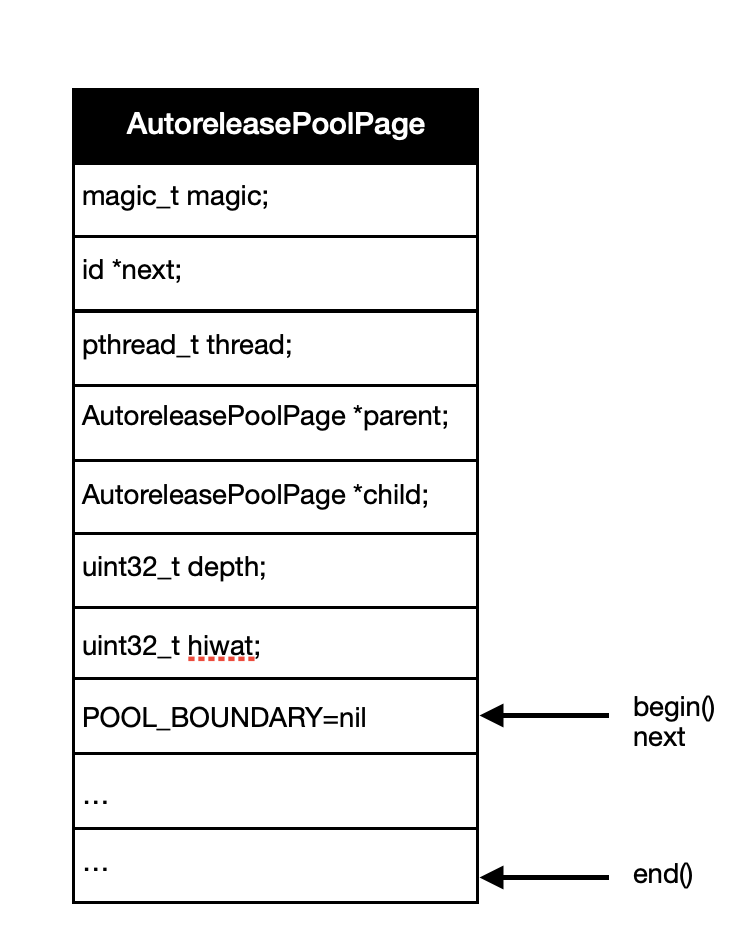 AutoreleasePoolPage
magic_t magic;
id *next;
pthread_t thread;
AutoreleasePoolPage *parent;
AutoreleasePoolPage *child;
uint32_t depth;
uint32_t hiwat;
POOL_BOUNDARY=nil
begin()
next
...
...
end()